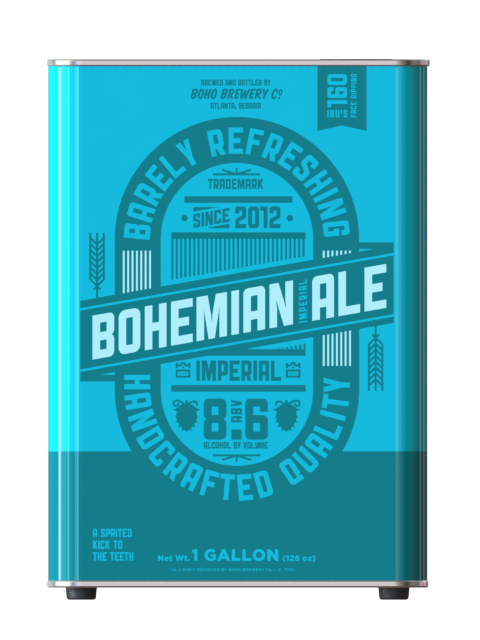 BREWED AND BOTTLED BY
BOHO BREWERY Cº
ATLANTA, GEORGIA
160
IBU'S
FACE RIPPING
BARELY REFRESHING
TRADEMARK
• SINCE 2012 •
BOHEMIAN IMPERIAL ALE
IMPERIAL
8.6 ABV
ALCOHOL BY VOLUME
HANDCRAFTED QUALITY
A SPRITED
KICK TO
THE TEETH
Net Wt. 1 GALLON (128 oz)